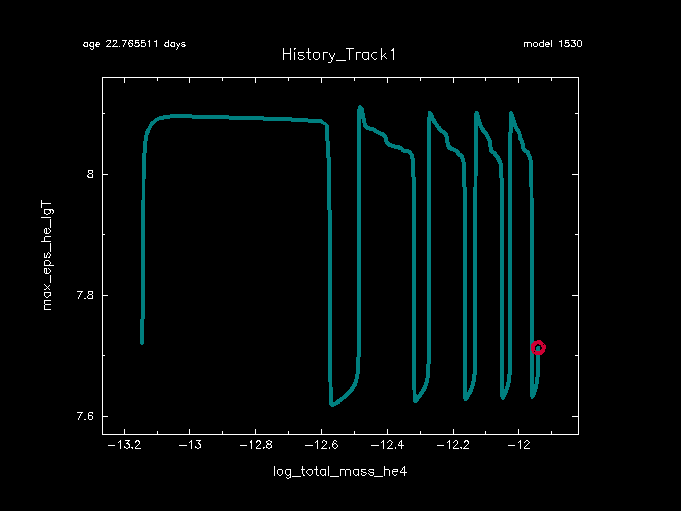 age 22.765511 days
model 1530
History_Track1
max_eps_he_lgT
8
7.8
7.6
−13.2 −13 −12.8 −12.6 −12.4 −12.2 −12
log_total_mass_he4